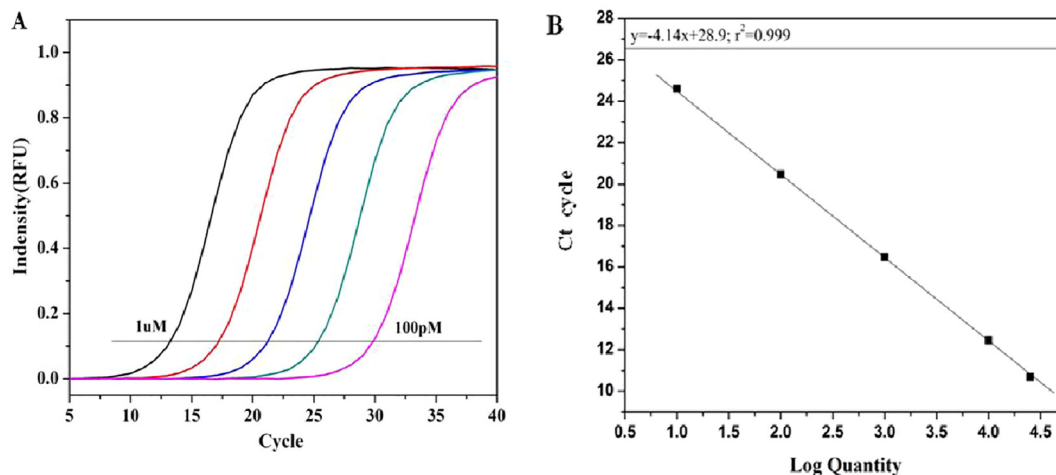 A
Indensity(RFU)
1.0
0.8
0.6
0.4
0.2
0.0
1uM
100pM
5 10 15 20 25 30 35 40
Cycle
B
y=-4.14x+28.9; r²=0.999
Ct cycle
28
26
24
22
20
18
16
14
12
10
0.5 1.0 1.5 2.0 2.5 3.0 3.5 4.0 4.5
Log Quantity